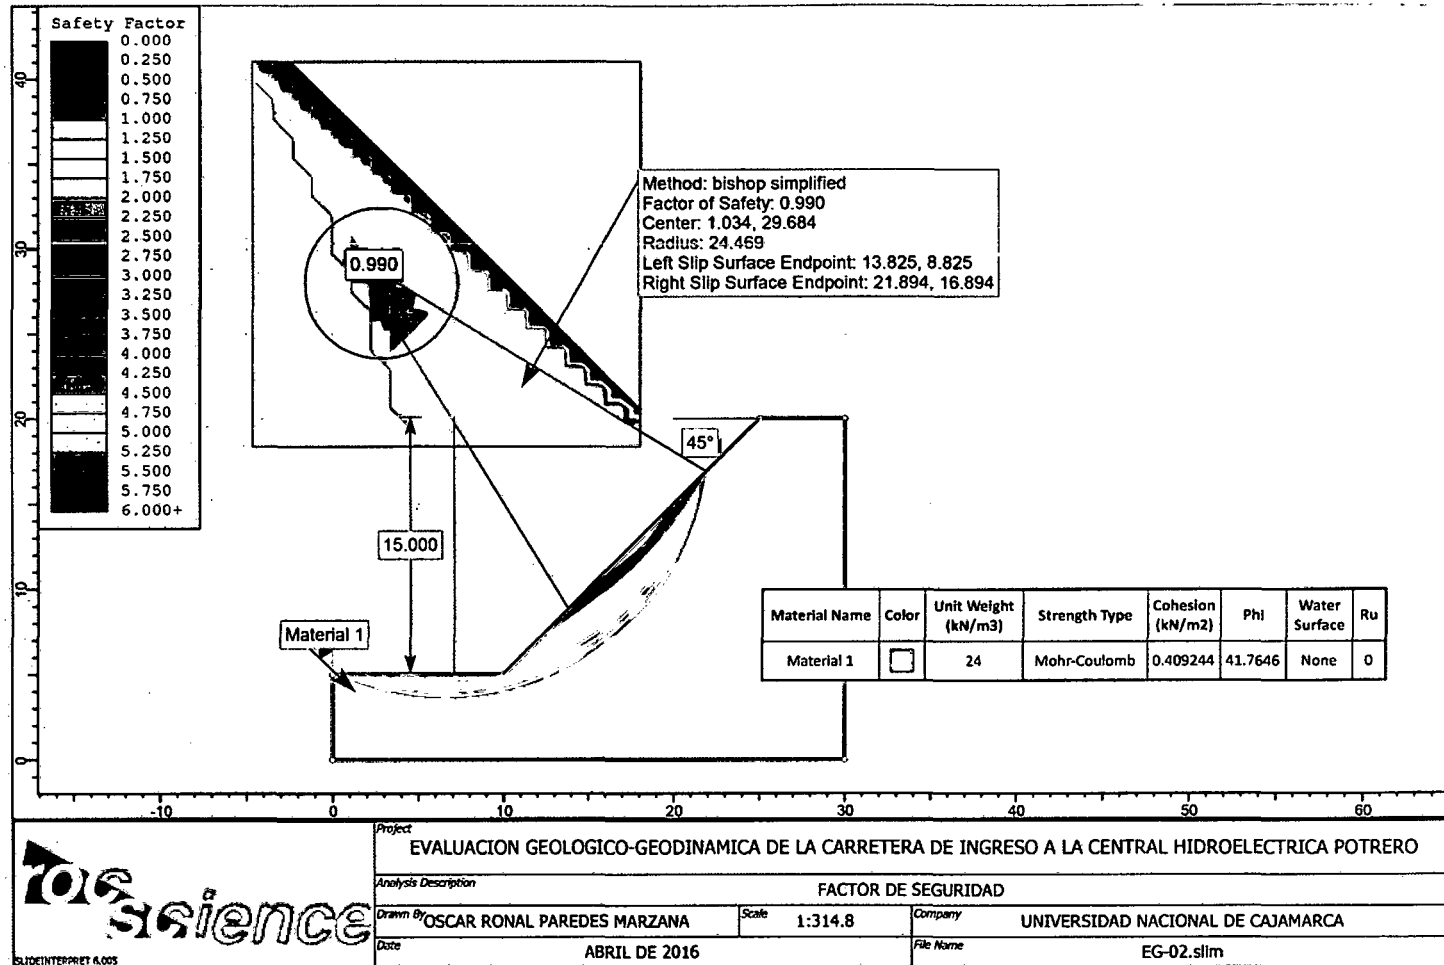 Safety Factor
0.000
0.250
0.500
0.750
1.000
1.250
1.500
1.750
2.000
2.250
2.500
2.750
3.000
3.250
3.500
3.750
4.000
4.250
4.500
4.750
5.000
5.250
5.500
5.750
6.000+
40
30
20
10
0
0.990
Method: bishop simplified
Factor of Safety: 0.990
Center: 1.034, 29.684
Radius: 24.469
Left Slip Surface Endpoint: 13.825, 8.825
Right Slip Surface Endpoint: 21.894, 16.894
45°
15.000
Material 1
Material Name Color Unit Weight (kN/m3) Strength Type Cohesion (kN/m2) Phi Water Surface Ru
Material 1 24 Mohr-Coulomb 0.409244 41.7646 None 0
-10 0 10 20 30 40 50 60
rocscience
SLIDEINTERPRET 6.005
Project
EVALUACION GEOLOGICO-GEODINAMICA DE LA CARRETERA DE INGRESO A LA CENTRAL HIDROELECTRICA POTRERO
Analysis Description
FACTOR DE SEGURIDAD
Drawn By OSCAR RONAL PAREDES MARZANA Scale 1:314.8 Company UNIVERSIDAD NACIONAL DE CAJAMARCA
Date ABRIL DE 2016 File Name EG-02.slim